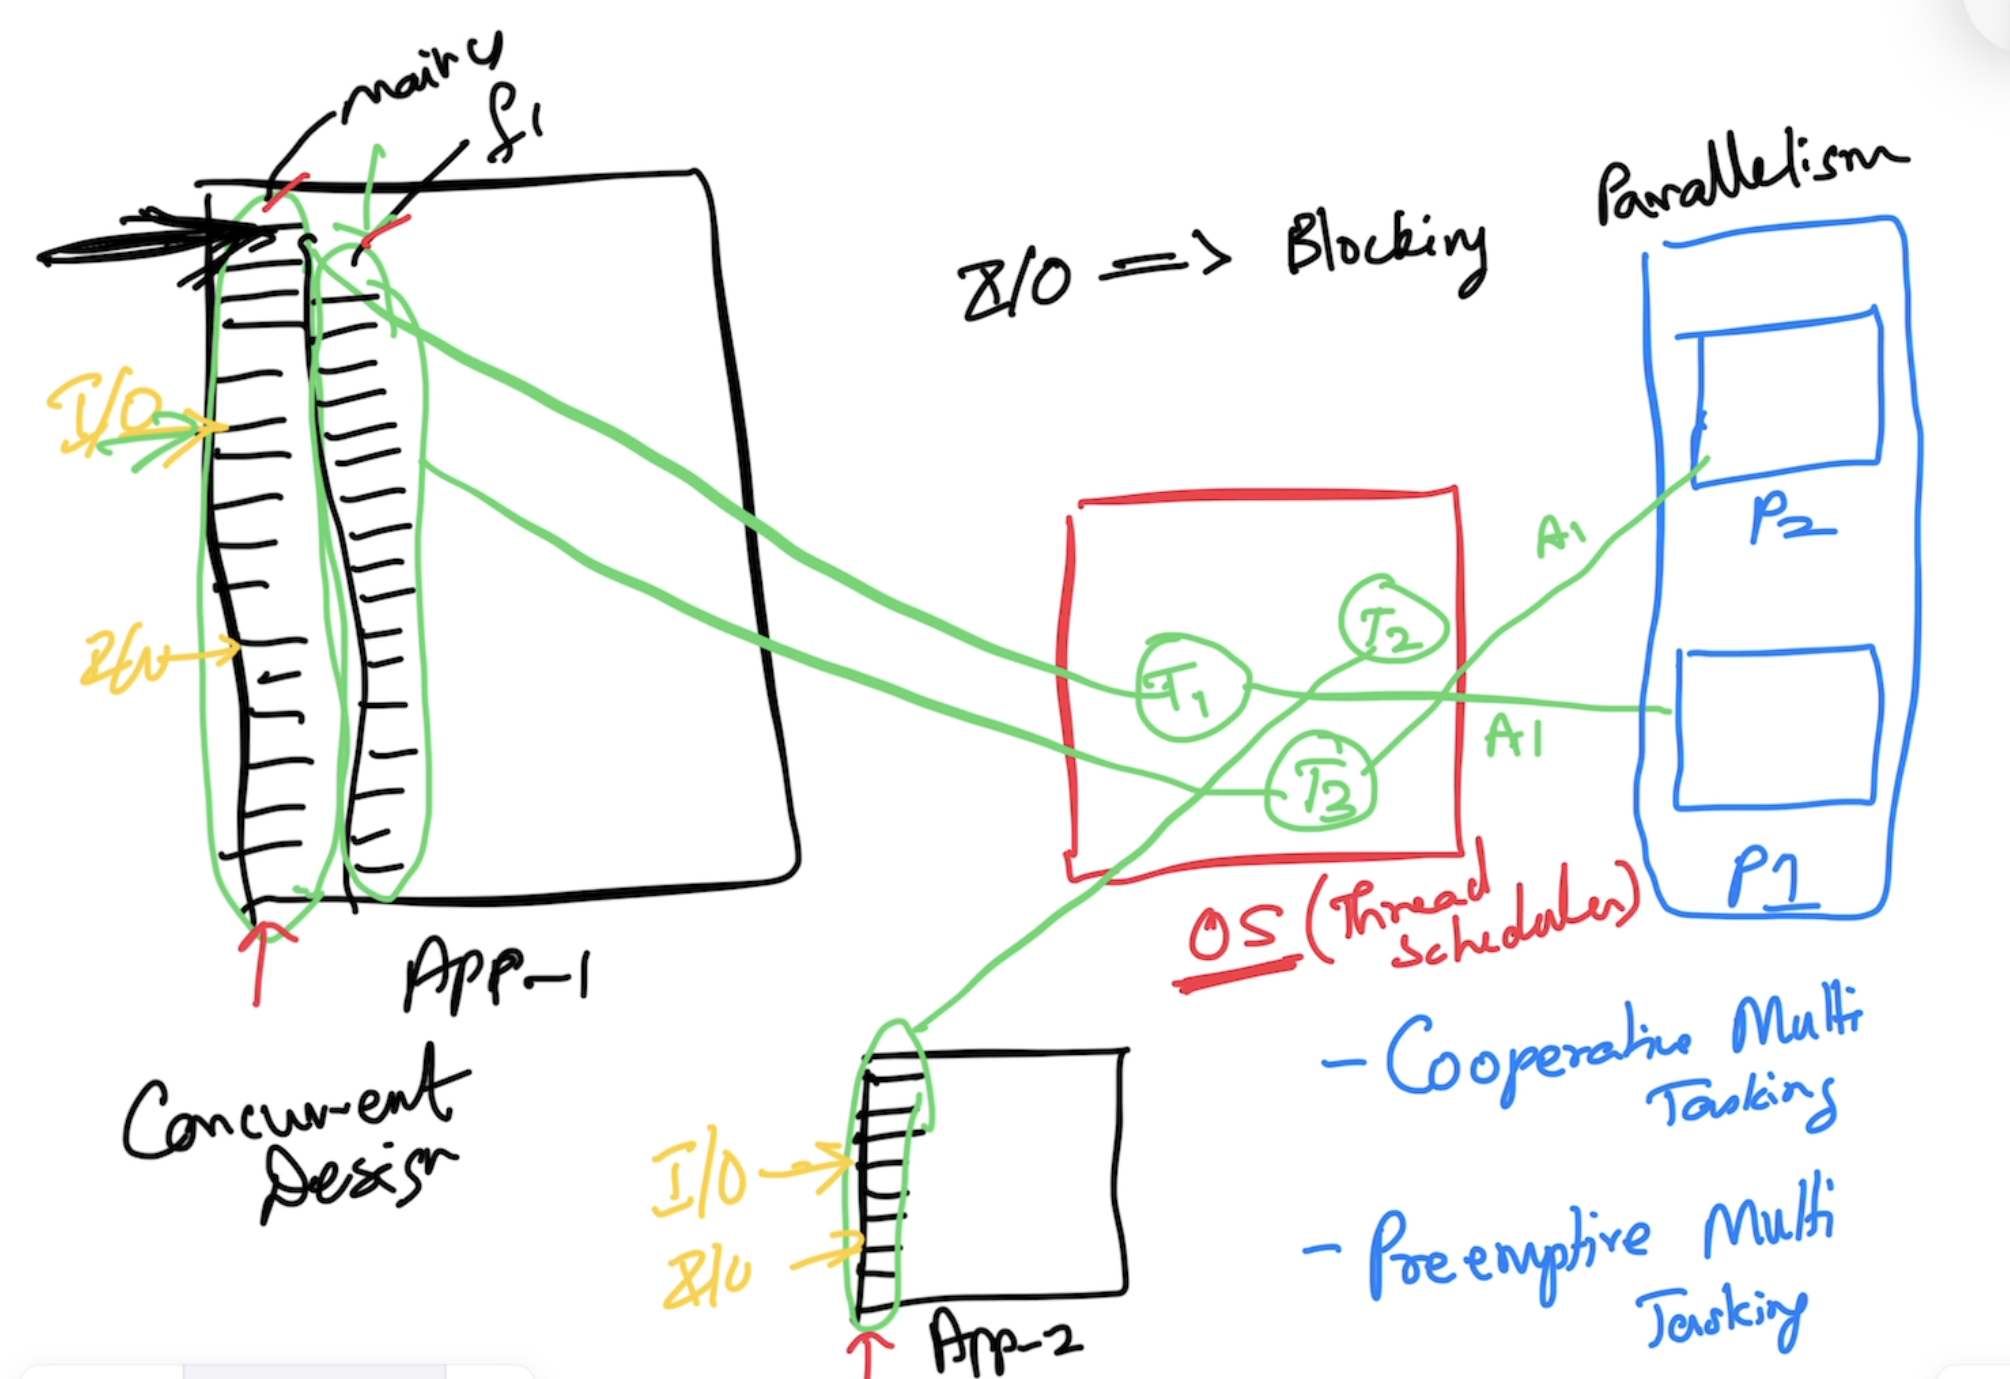 main()
f1
Parallelism
I/O => Blocking
I/O
I/O
T1
T2
T3
A1
A1
P2
P1
OS (Thread
Scheduler)
App-1
Concurrent
Design
I/O
I/O
App-2
- Cooperative Multi
Tasking
- Preemptive Multi
Tasking